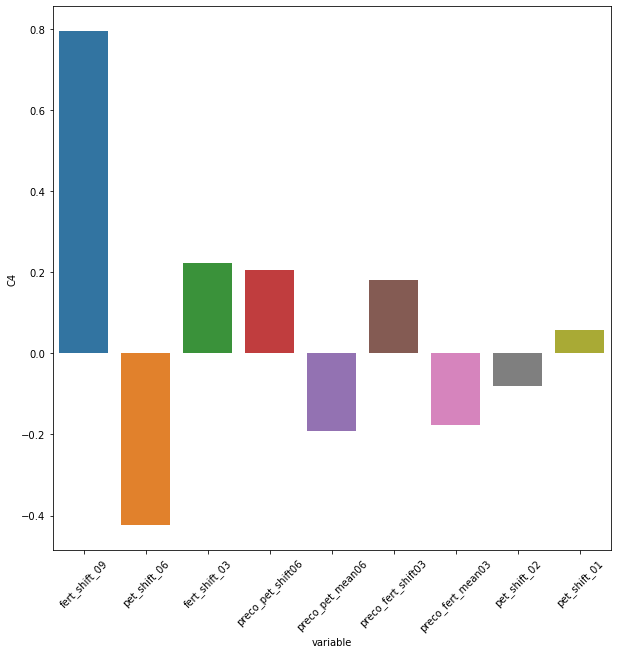 0.8
0.6
0.4
0.2
0.0
−0.2
−0.4
C4
fert_shift_09
pet_shift_06
fert_shift_03
preco_pet_shift06
preco_pet_mean06
preco_fert_shift03
preco_fert_mean03
pet_shift_02
pet_shift_01
variable